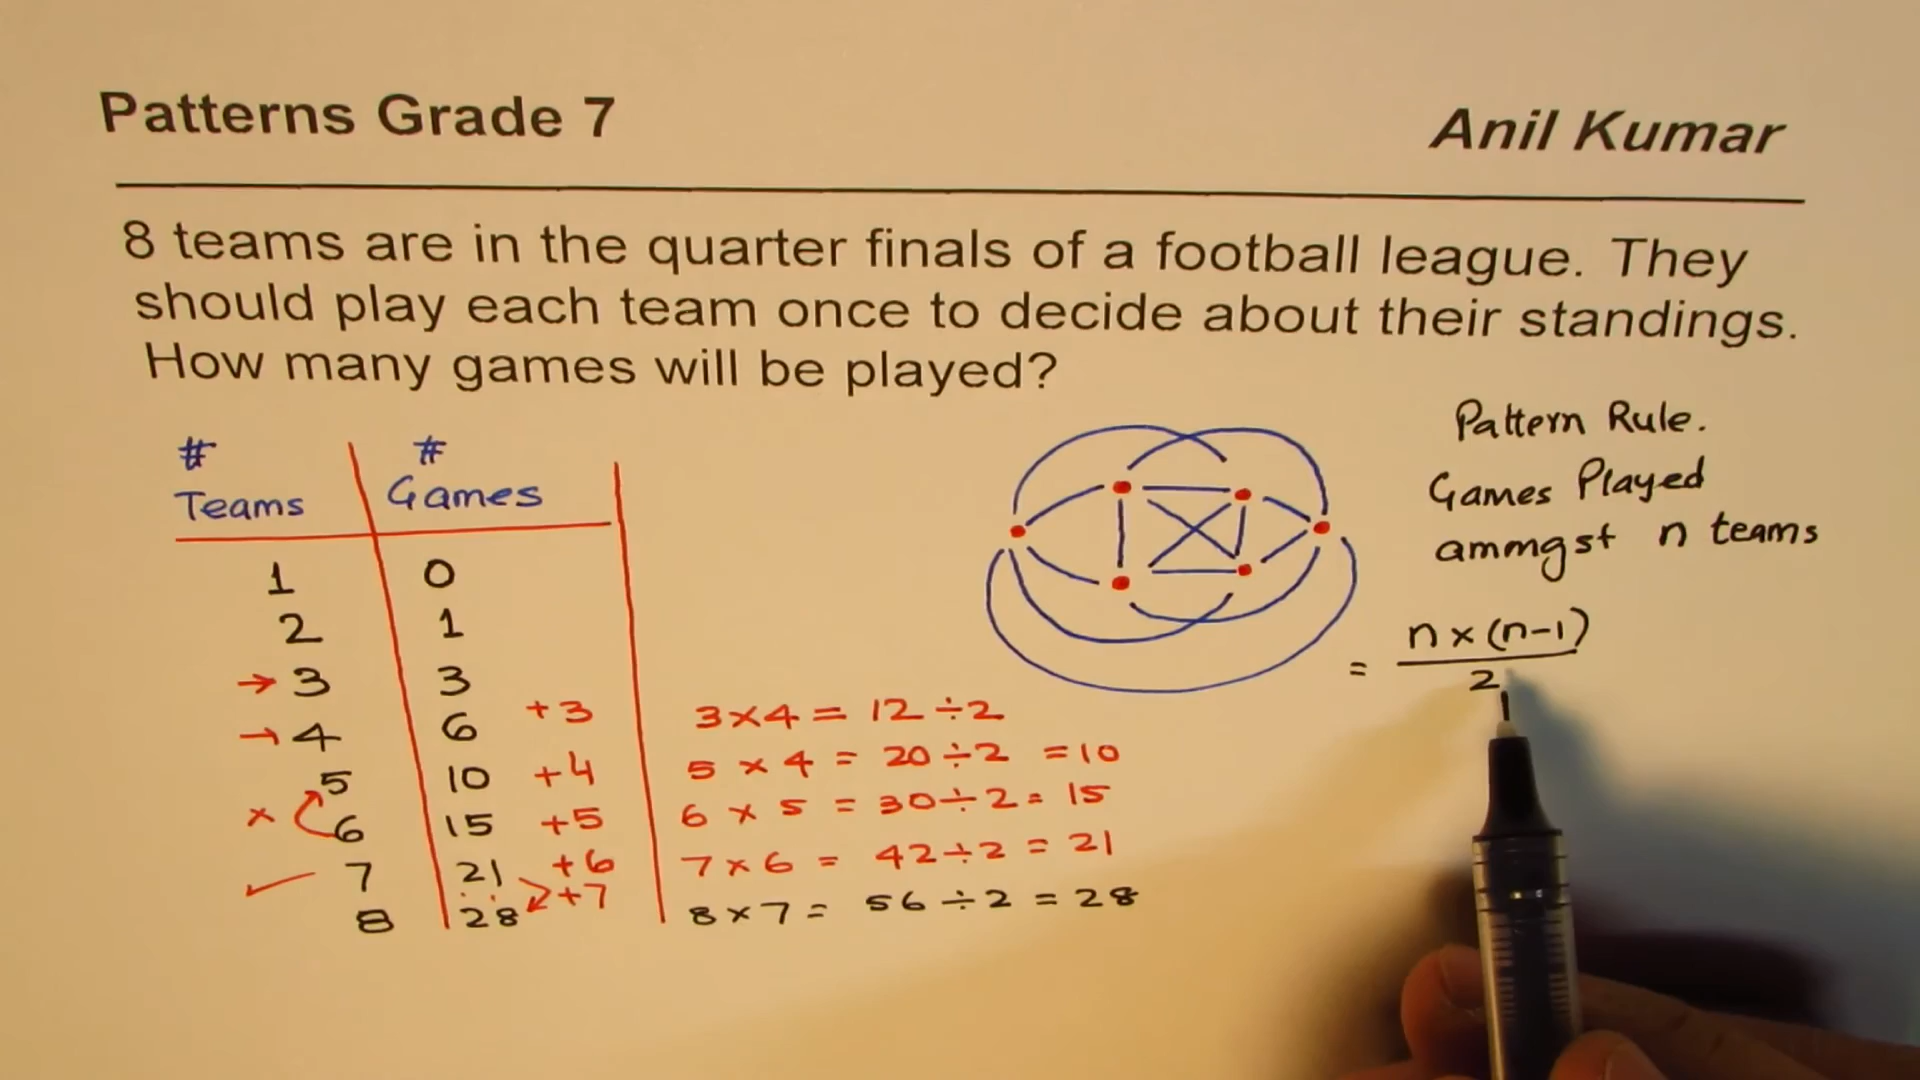 Patterns Grade 7
Anil Kumar
8 teams are in the quarter finals of a football league. They
should play each team once to decide about their standings.
How many games will be played?
# #
Teams Games
1 0
2 1
→ 3 3
→ 4 6 +3 3×4 = 12 ÷2
5 10 +4 5 × 4 = 20 ÷2 = 10
× 6 15 +5 6 × 5 = 30÷2 = 15
7 21 +6 7 × 6 = 42÷2 = 21
8 28 +7 8×7 = 56 ÷2 = 28
Pattern Rule.
Games Played
ammgst n teams
= n × (n-1)
2